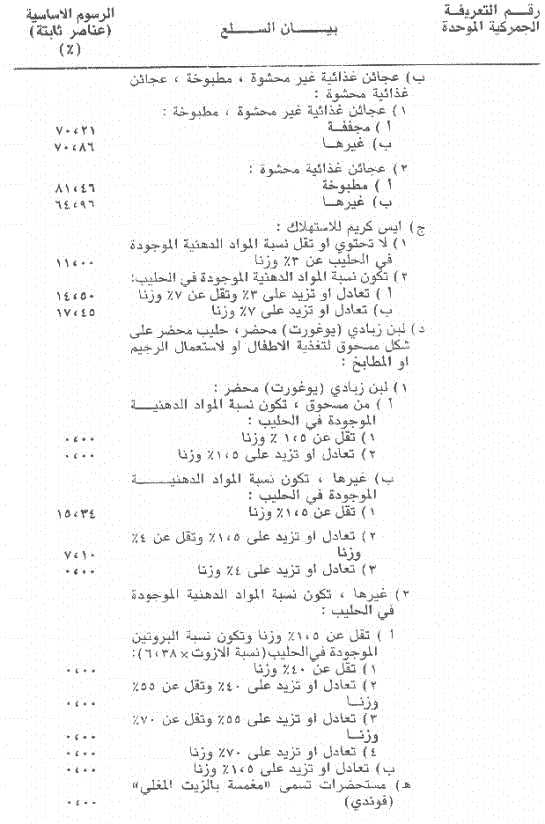 رقم التعريفة الجمركية الموحدة
بيـان السلـع
الرسوم الاساسية (عناصر ثابتة) (٪)
ب) عجائن غذائية غير محشوة ، مطبوخة ، عجائن
غذائية محشوة :
١) عجائن غذائية غير محشوة ، مطبوخة :
أ ) مجففة ٧٠،٢١
ب) غيرهـا ٧٠،٨٦
٢) عجائن غذائية محشوة :
أ ) مطبوخة ٨١،٤٦
ب) غيرهـا ٦٤،٩٦
ج) ايس كريم للاستهلاك :
١) لا تحتوي او تقل نسبة المواد الدهنية الموجودة
في الحليب عن ٣٪ وزنا ١١،٠٠
٢) تكون نسبة المواد الدهنية الموجودة في الحليب:
أ ) تعادل او تزيد على ٣٪ وتقل عن ٧٪ وزنا ١٤،٥٠
ب) تعادل او تزيد على ٧٪ وزنا ١٧،٤٥
د) لبن زبادي (يوغورت) محضر، حليب محضر على
شكل مسحوق لتغذية الاطفال او لاستعمال الرجيم
او المطابخ :
١) لبن زبادي (يوغورت) محضر :
أ ) من مسحوق ، تكون نسبة المواد الدهنيـة
الموجودة في الحليب :
١) تقل عن ١،٥ ٪ وزنا ٠،٠٠
٢) تعادل او تزيد على ١،٥٪ وزنا ٠،٠٠
ب) غيرها ، تكون نسبة المواد الدهنيـــة
الموجودة في الحليب :
١) تقل عن ١،٥٪ وزنا ١٥،٣٤
٢) تعادل او تزيد على ١،٥٪ وتقل عن ٤٪
وزنا ٧،١٠
٣) تعادل او تزيد على ٤٪ وزنا ٠،٠٠
٢) غيرها ، تكون نسبة المواد الدهنية الموجودة
في الحليب :
أ ) تقل عن ١،٥٪ وزنا وتكون نسبة البروتين
الموجودة في الحليب (نسبة الازوت × ٦،٣٨):
١) تقل عن ٤٠٪ وزنا ٠،٠٠
٢) تعادل او تزيد على ٤٠٪ وتقل عن ٥٥٪
وزنـا ٠،٠٠
٣) تعادل او تزيد على ٥٥٪ وتقل عن ٧٠٪
وزنـا ٠،٠٠
٤) تعادل او تزيد على ٧٠٪ وزنا ٠،٠٠
ب) تعادل او تزيد على ١،٥٪ وزنا ٠،٠٠
هـ) مستحضرات تسمى «مغمسة بالزيت المغلي»
(فوندي) ٠،٠٠